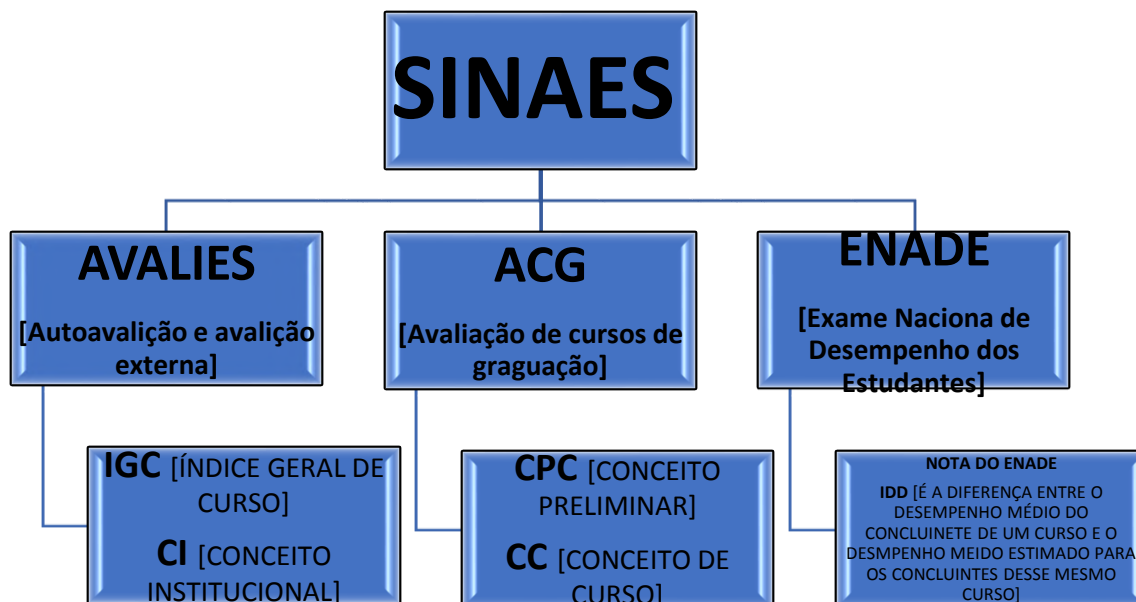 SINAES
AVALIES
[Autoavalição e avalição
externa]
ACG
[Avaliação de cursos de
graguação]
ENADE
[Exame Naciona de
Desempenho dos
Estudantes]
IGC [ÍNDICE GERAL DE
CURSO]
CI [CONCEITO
INSTITUCIONAL]
CPC [CONCEITO
PRELIMINAR]
CC [CONCEITO DE
CURSO]
NOTA DO ENADE
IDD [É A DIFERENÇA ENTRE O
DESEMPENHO MÉDIO DO
CONCLUINETE DE UM CURSO E O
DESMPENHO MEIDO ESTIMADO PARA
OS CONCLUINTES DESSE MESMO
CURSO]